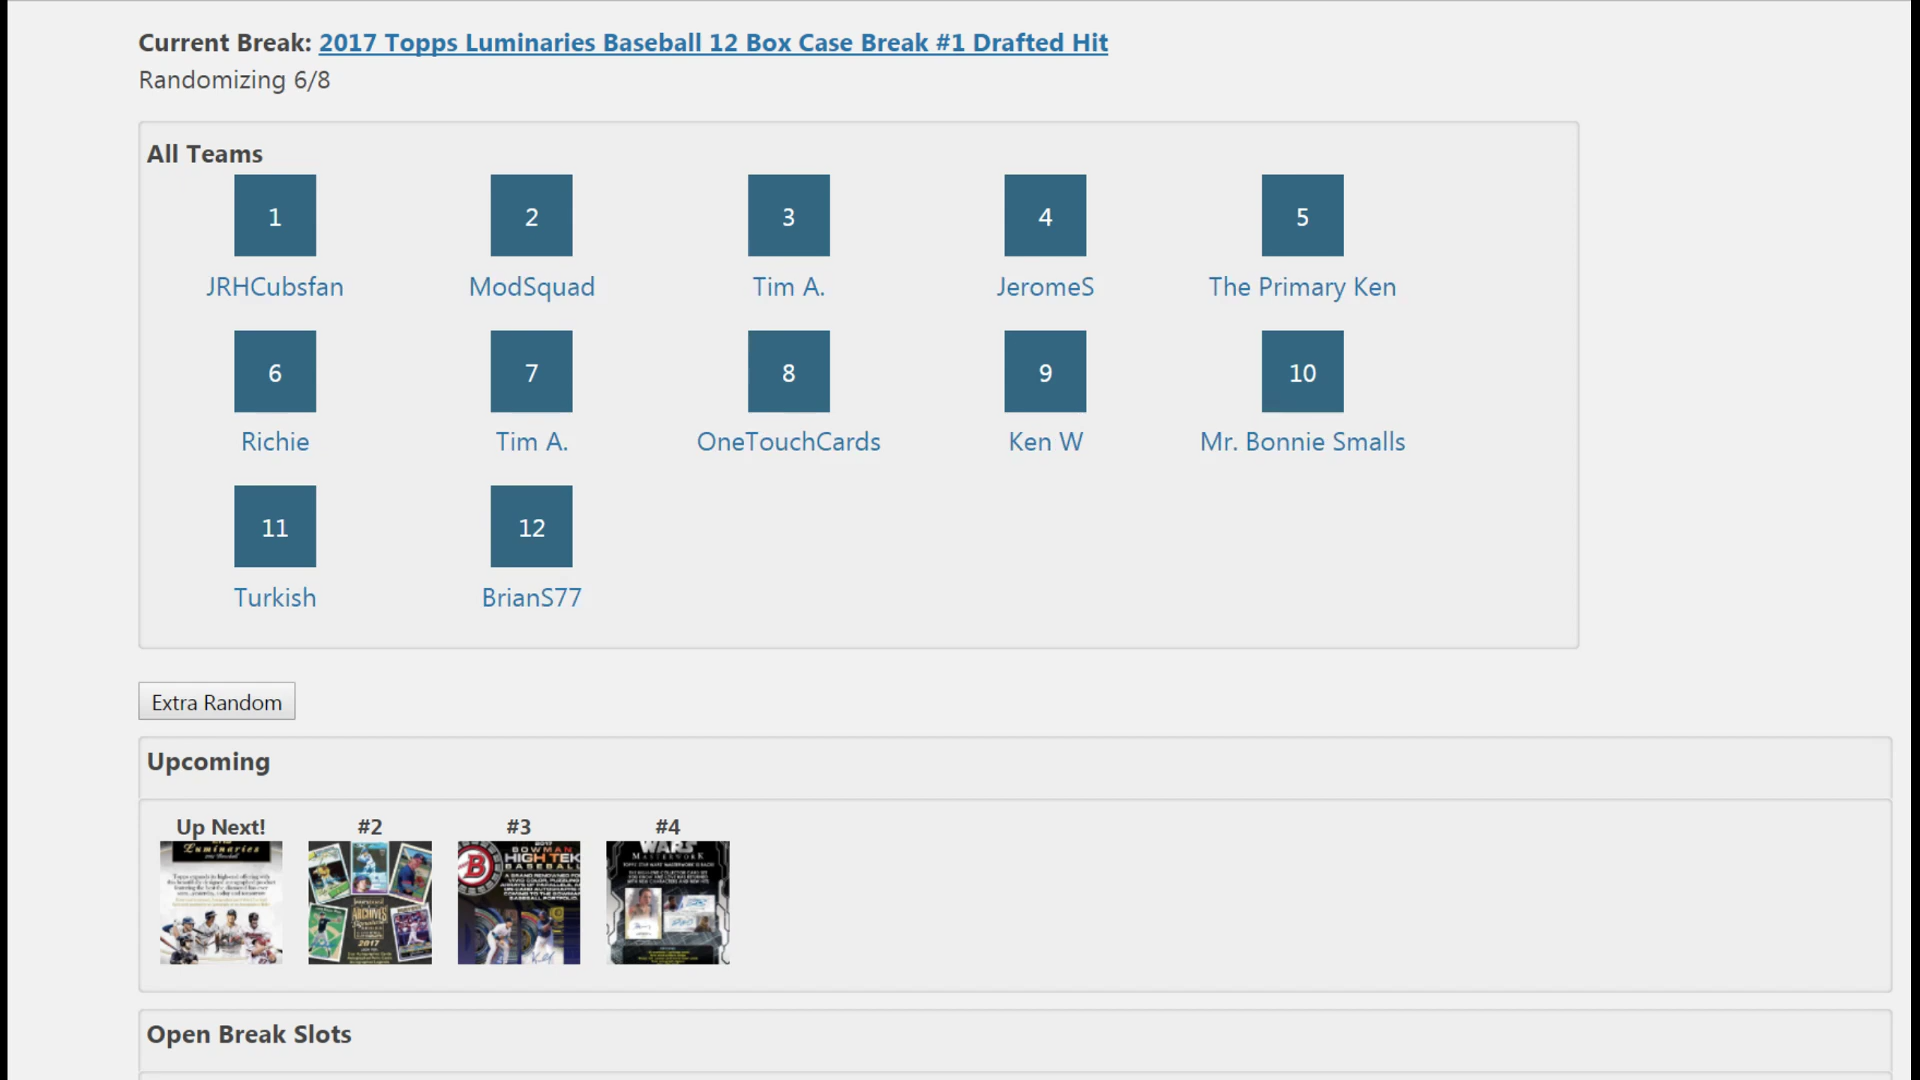 Current Break: 2017 Topps Luminaries Baseball 12 Box Case Break #1 Drafted Hit
Randomizing 6/8
All Teams
1 2 3 4 5
JRHCubsfan ModSquad Tim A. JeromeS The Primary Ken
6 7 8 9 10
Richie Tim A. OneTouchCards Ken W Mr. Bonnie Smalls
11 12
Turkish BrianS77
Extra Random
Upcoming
Up Next! #2 #3 #4
Luminaries
ARCHIVES
2017
2017
BOWMAN
HIGH TEK
BASEBALL
B
WARS
MASTERWORK
Open Break Slots